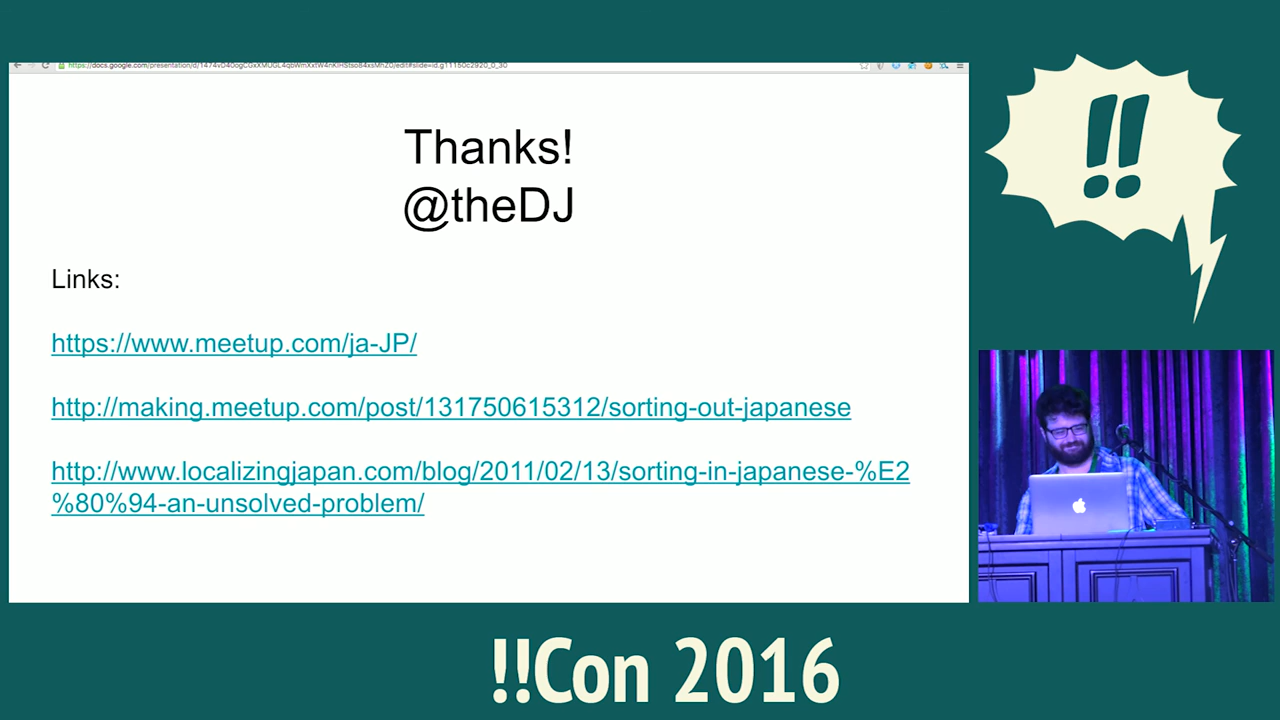 Thanks!
@theDJ
Links:
https://www.meetup.com/ja-JP/
http://making.meetup.com/post/131750615312/sorting-out-japanese
http://www.localizingjapan.com/blog/2011/02/13/sorting-in-japanese-%E2
%80%94-an-unsolved-problem/
!!
!!Con 2016